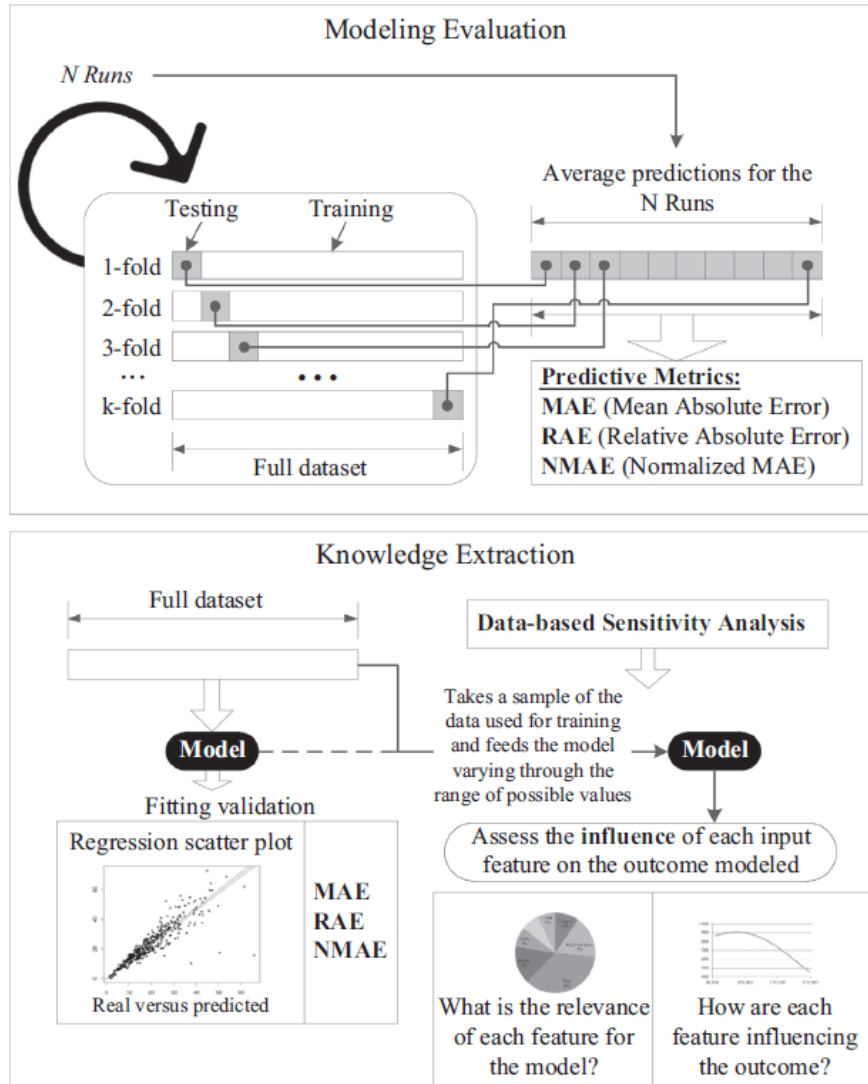 Modeling Evaluation
N Runs
Average predictions for the
N Runs
Testing
Training
1-fold
2-fold
3-fold
...
k-fold
Full dataset
Predictive Metrics:
MAE (Mean Absolute Error)
RAE (Relative Absolute Error)
NMAE (Normalized MAE)
Knowledge Extraction
Full dataset
Model
Fitting validation
Regression scatter plot
Real versus predicted
MAE
RAE
NMAE
Data-based Sensitivity Analysis
Takes a sample of the
data used for training
and feeds the model
varying through the
range of possible values
Model
Assess the influence of each input
feature on the outcome modeled
What is the relevance
of each feature for
the model?
How are each
feature influencing
the outcome?